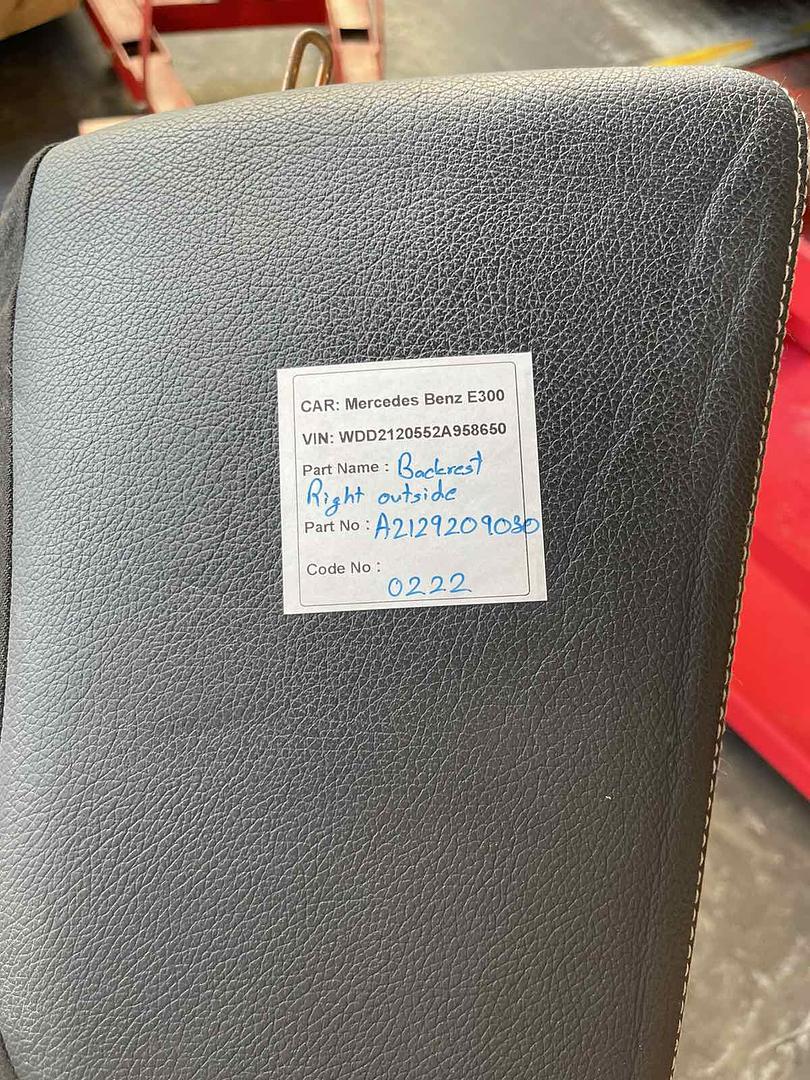 CAR: Mercedes Benz E300
VIN: WDD2120552A958650
Part Name : Backrest
Right outside
Part No : A2129209030
Code No :
0222